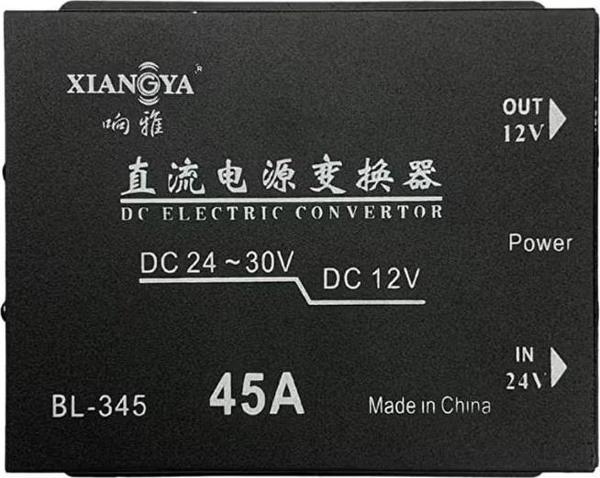 XIANGYA®
响雅
OUT
12V
直流电源变换器
DC ELECTRIC CONVERTOR
DC 24~30V
DC 12V
Power
IN
24V
BL-345
45A
Made in China